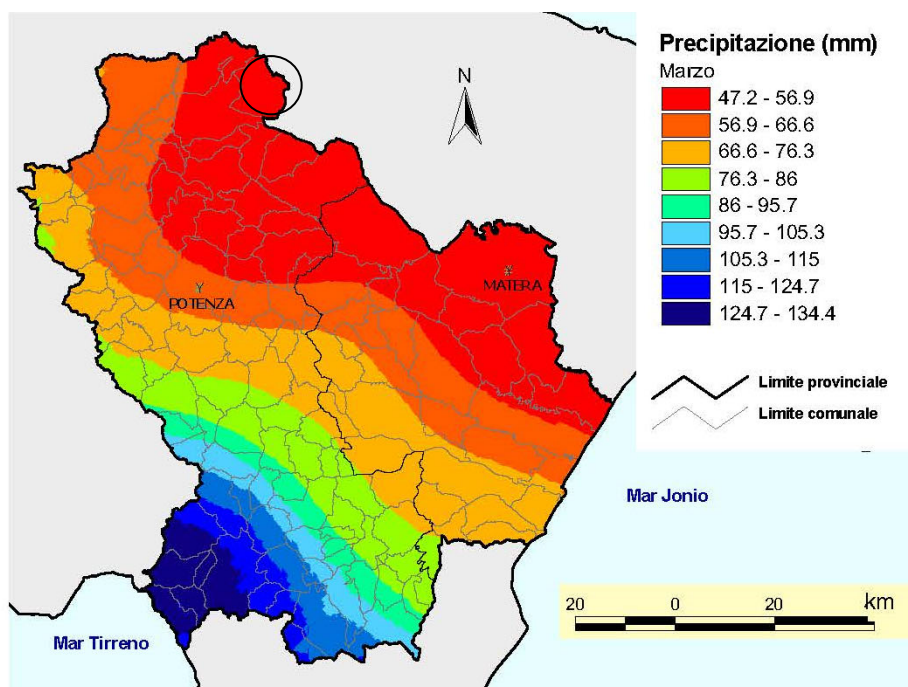 Precipitazione (mm)
Marzo
47.2 - 56.9
56.9 - 66.6
66.6 - 76.3
76.3 - 86
86 - 95.7
95.7 - 105.3
105.3 - 115
115 - 124.7
124.7 - 134.4
Limite provinciale
Limite comunale
N
MATERA
POTENZA
Mar Jonio
Mar Tirreno
20 0 20 km